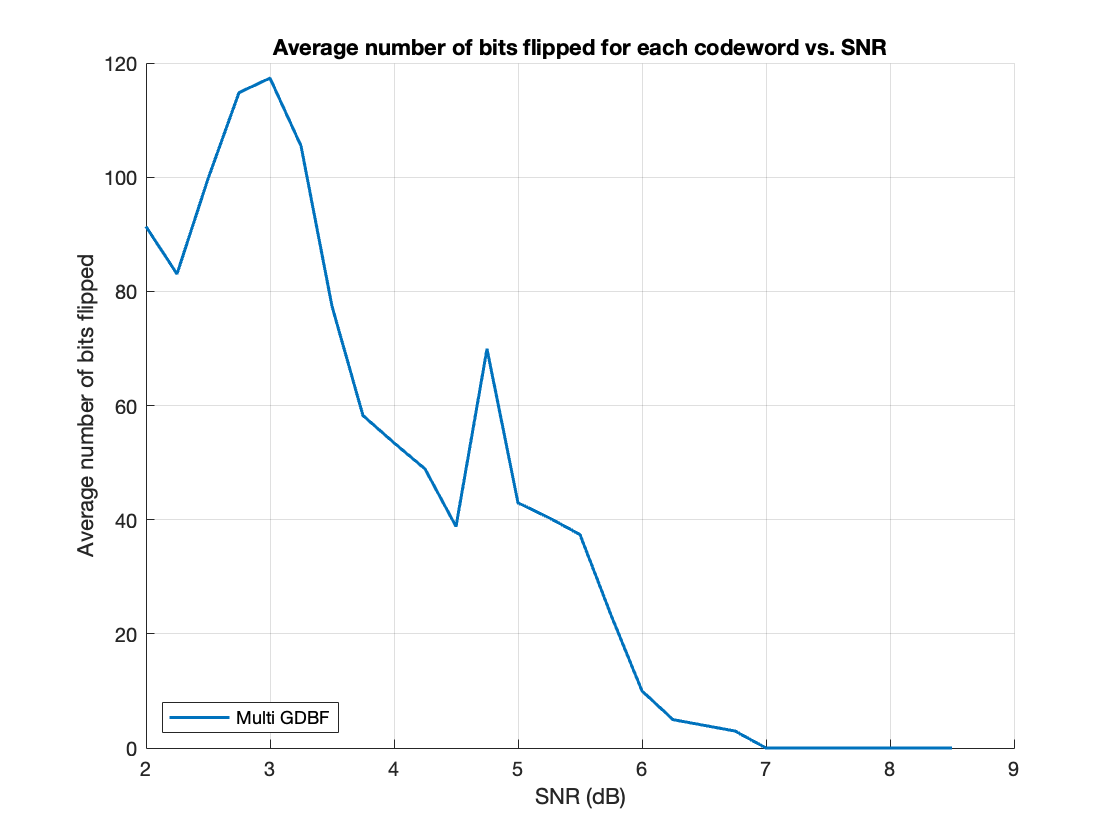 Average number of bits flipped for each codeword vs. SNR
120
100
80
60
40
20
0
Average number of bits flipped
Multi GDBF
2 3 4 5 6 7 8 9
SNR (dB)